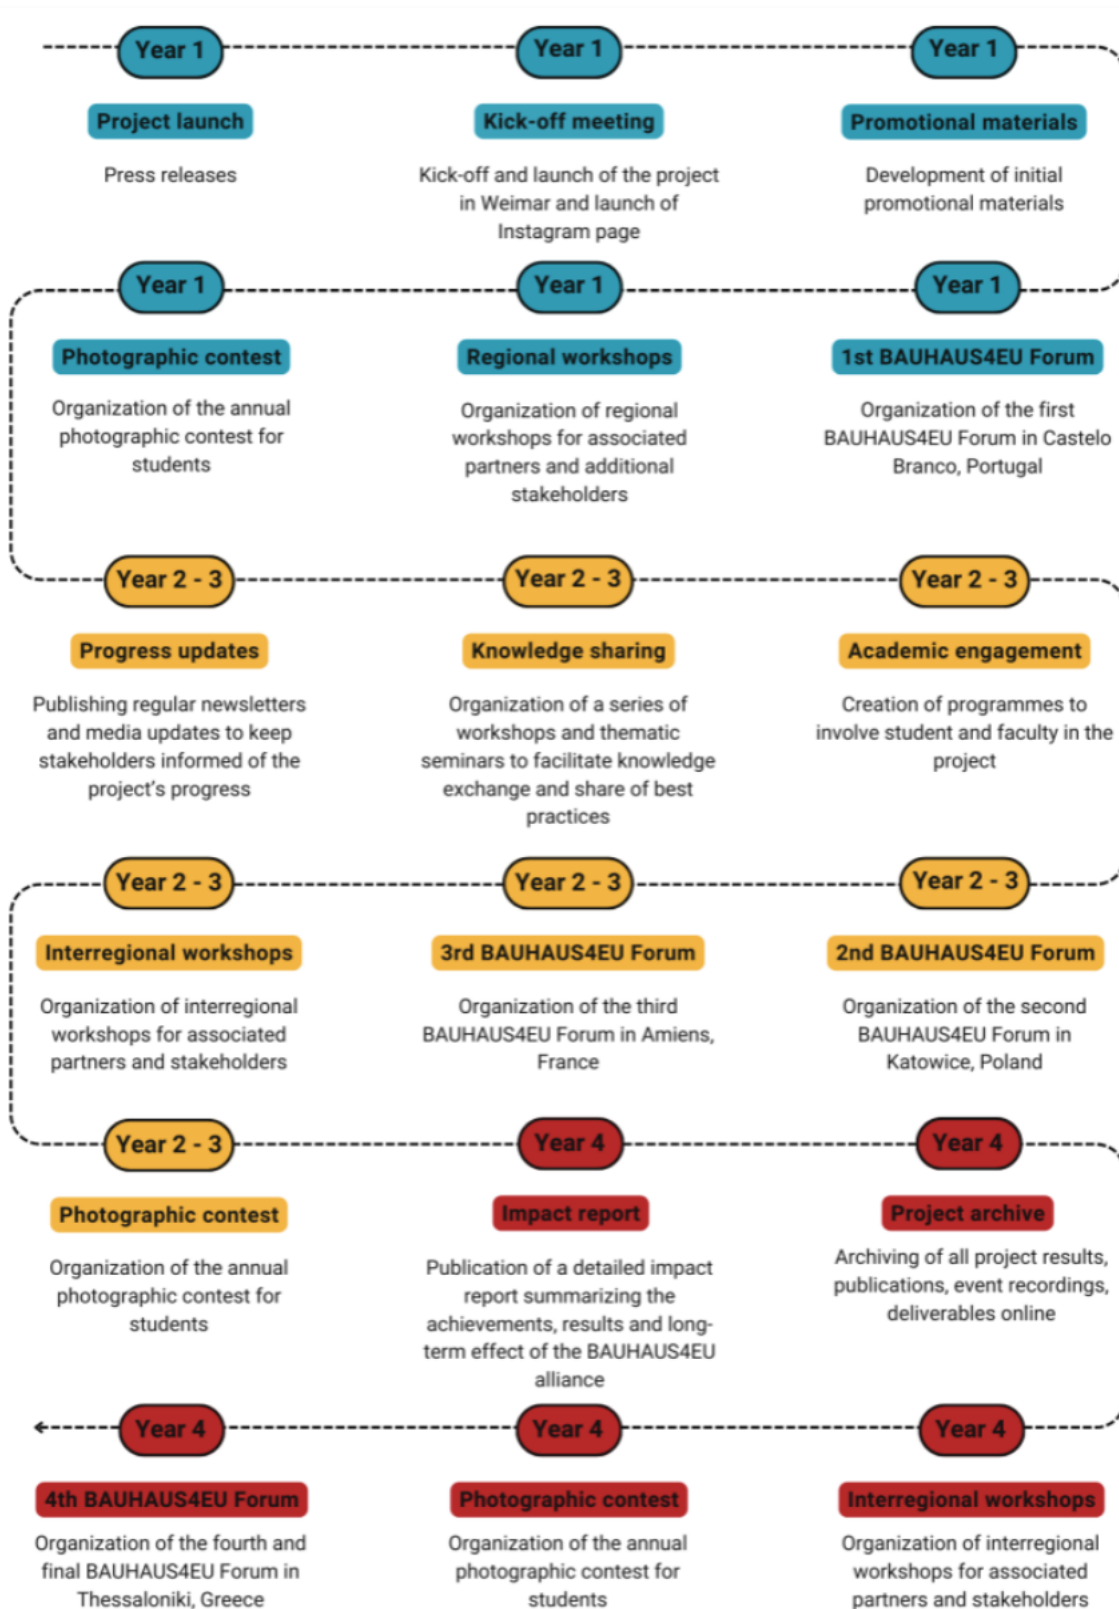 Year 1
Year 1
Year 1
Project launch
Kick-off meeting
Promotional materials
Press releases
Kick-off and launch of the project
in Weimar and launch of
Instagram page
Development of initial
promotional materials
Year 1
Year 1
Year 1
Photographic contest
Regional workshops
1st BAUHAUS4EU Forum
Organization of the annual
photographic contest for
students
Organization of regional
workshops for associated
partners and additional
stakeholders
Organization of the first
BAUHAUS4EU Forum in Castelo
Branco, Portugal
Year 2 - 3
Year 2 - 3
Year 2 - 3
Progress updates
Knowledge sharing
Academic engagement
Publishing regular newsletters
and media updates to keep
stakeholders informed of the
project's progress
Organization of a series of
workshops and thematic
seminars to facilitate knowledge
exchange and share of best
practices
Creation of programmes to
involve student and faculty in the
project
Year 2 - 3
Year 2 - 3
Year 2 - 3
Interregional workshops
3rd BAUHAUS4EU Forum
2nd BAUHAUS4EU Forum
Organization of interregional
workshops for associated
partners and stakeholders
Organization of the third
BAUHAUS4EU Forum in Amiens,
France
Organization of the second
BAUHAUS4EU Forum in
Katowice, Poland
Year 2 - 3
Year 4
Year 4
Photographic contest
Impact report
Project archive
Organization of the annual
photographic contest for
students
Publication of a detailed impact
report summarizing the
achievements, results and long-
term effect of the BAUHAUS4EU
alliance
Archiving of all project results,
publications, event recordings,
deliverables online
Year 4
Year 4
Year 4
4th BAUHAUS4EU Forum
Photographic contest
Interregional workshops
Organization of the fourth and
final BAUHAUS4EU Forum in
Thessaloniki, Greece
Organization of the annual
photographic contest for
students
Organization of interregional
workshops for associated
partners and stakeholders